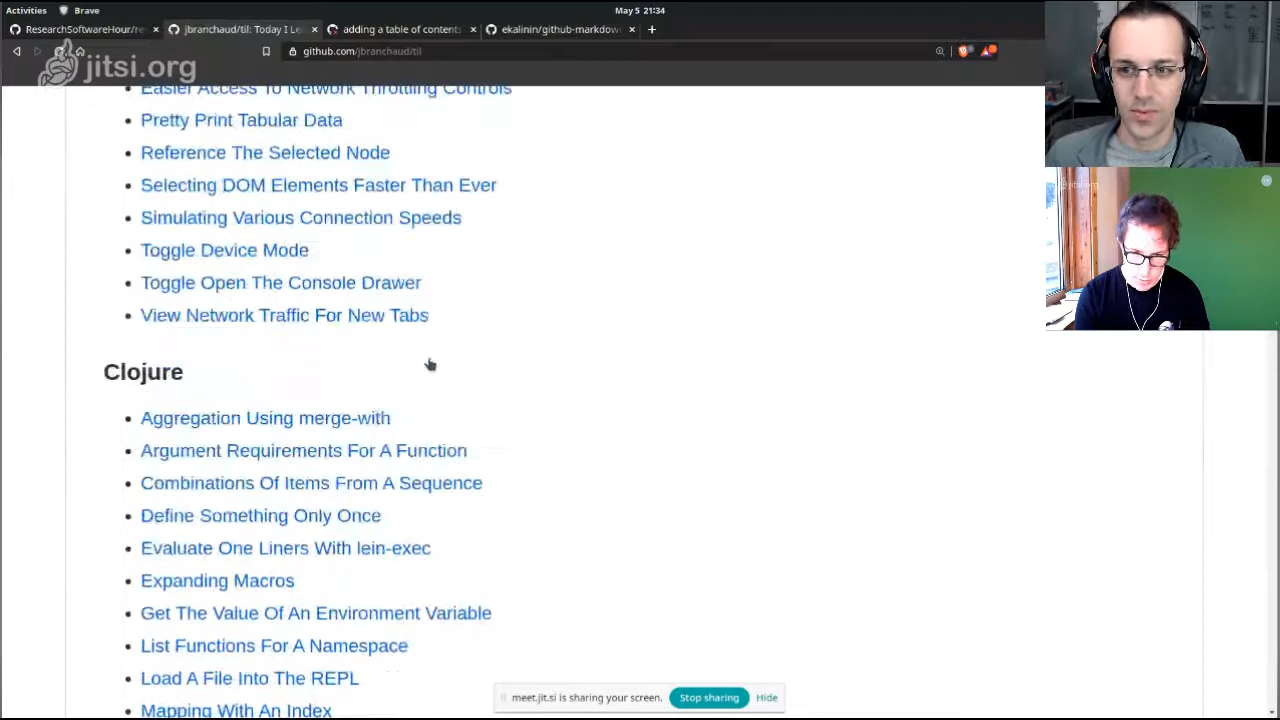 Activities
Brave
May 5 21:34
ResearchSoftwareHour/re
jbranchaud/til: Today I Le
adding a table of contents
ekalinin/github-markdow
github.com/jbranchaud/til
jitsi.org
Easier Access To Network Throttling Controls
Pretty Print Tabular Data
Reference The Selected Node
Selecting DOM Elements Faster Than Ever
Simulating Various Connection Speeds
Toggle Device Mode
Toggle Open The Console Drawer
View Network Traffic For New Tabs
Clojure
Aggregation Using merge-with
Argument Requirements For A Function
Combinations Of Items From A Sequence
Define Something Only Once
Evaluate One Liners With lein-exec
Expanding Macros
Get The Value Of An Environment Variable
List Functions For A Namespace
Load A File Into The REPL
Mapping With An Index
meet.jit.si is sharing your screen.
Stop sharing
Hide
jitsi.org